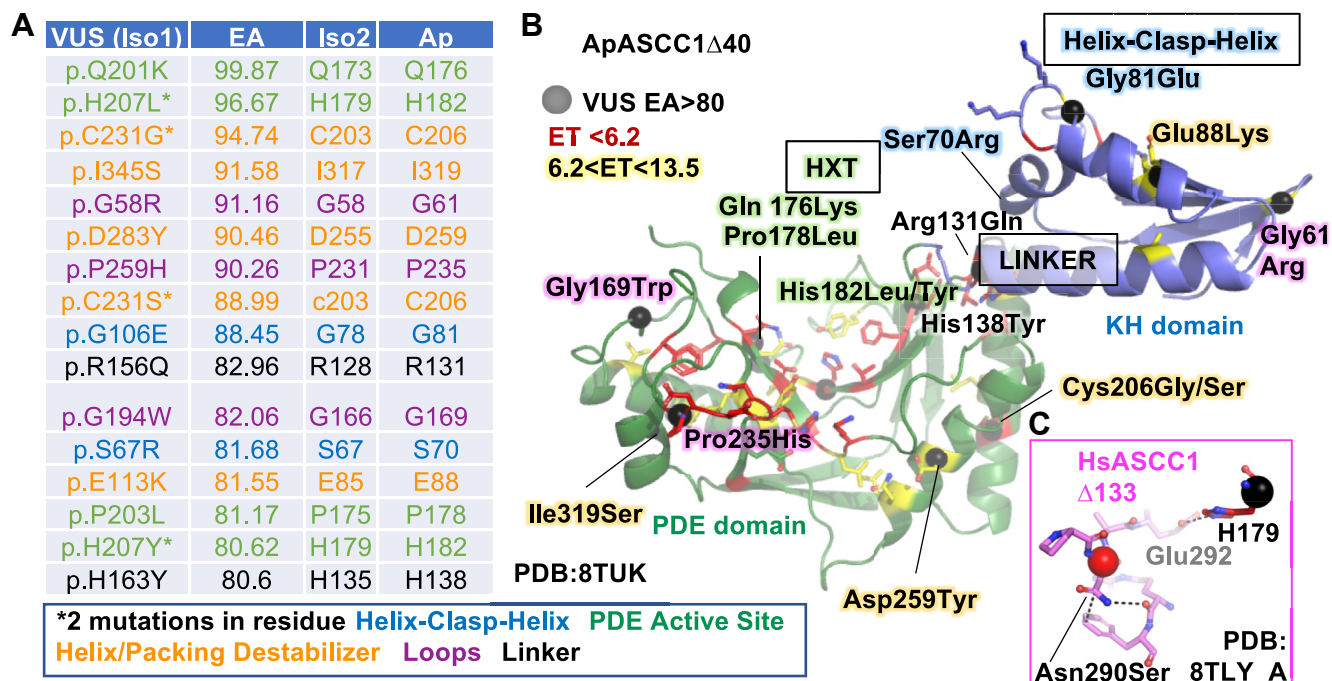 A
VUS (Iso1) EA Iso2 Ap
p.Q201K 99.87 Q173 Q176
p.H207L* 96.67 H179 H182
p.C231G* 94.74 C203 C206
p.I345S 91.58 I317 I319
p.G58R 91.16 G58 G61
p.D283Y 90.46 D255 D259
p.P259H 90.26 P231 P235
p.C231S* 88.99 c203 C206
p.G106E 88.45 G78 G81
p.R156Q 82.96 R128 R131
p.G194W 82.06 G166 G169
p.S67R 81.68 S67 S70
p.E113K 81.55 E85 E88
p.P203L 81.17 P175 P178
p.H207Y* 80.62 H179 H182
p.H163Y 80.6 H135 H138
*2 mutations in residue Helix-Clasp-Helix PDE Active Site
Helix/Packing Destabilizer Loops Linker
B
ApASCC1Δ40
VUS EA>80
ET <6.2
6.2<ET<13.5
Helix-Clasp-Helix
Gly81Glu
Ser70Arg
Glu88Lys
HXT
Gln 176Lys
Pro178Leu
Arg131Gln
LINKER
Gly61
Arg
Gly169Trp
His182Leu/Tyr
His138Tyr
KH domain
Cys206Gly/Ser
Pro235His
Ile319Ser
PDE domain
Asp259Tyr
PDB:8TUK
C
HsASCC1
Δ133
H179
Glu292
Asn290Ser
PDB:
8TLY_A